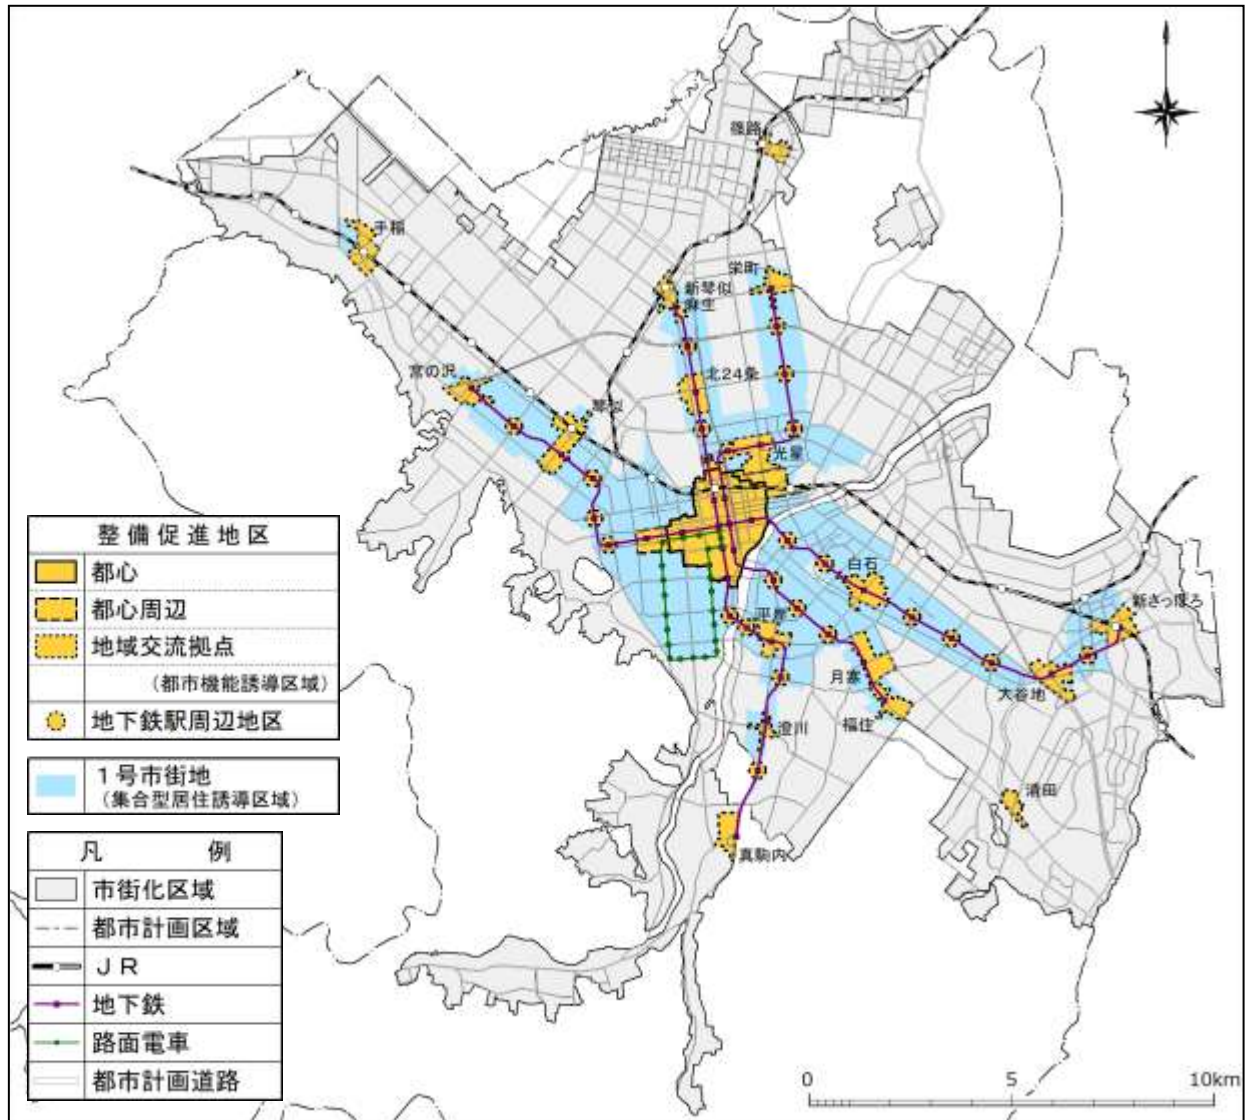 篠路
手稲
栄町
新琴似
麻生
宮の沢
北24条
琴似
光星
白石
新さっぽろ
平岸
月寒
大谷地
福住
澄川
清田
真駒内
整備促進地区
都心
都心周辺
地域交流拠点
(都市機能誘導区域)
地下鉄駅周辺地区
1号市街地
(集合型居住誘導区域)
凡例
市街化区域
都市計画区域
JR
地下鉄
路面電車
都市計画道路
0 5 10km